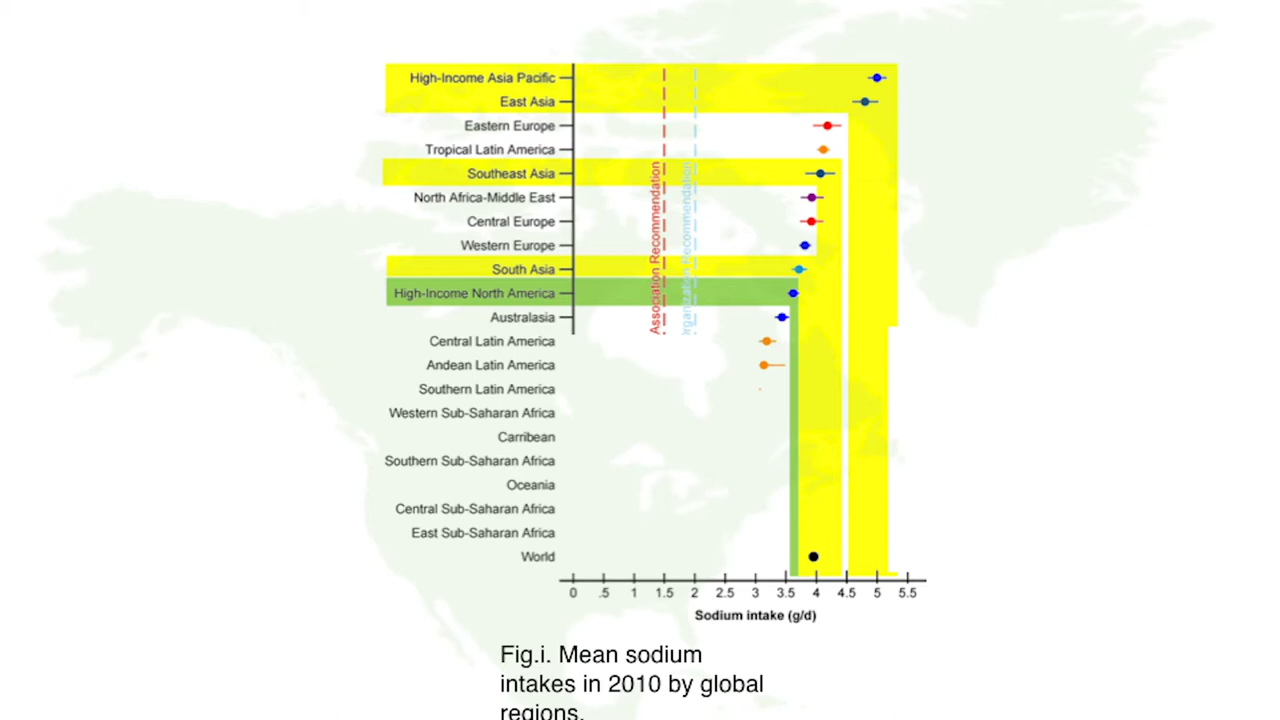 High-Income Asia Pacific
East Asia
Eastern Europe
Tropical Latin America
Southeast Asia
North Africa-Middle East
Central Europe
Western Europe
South Asia
High-Income North America
Australasia
Central Latin America
Andean Latin America
Southern Latin America
Western Sub-Saharan Africa
Carribean
Southern Sub-Saharan Africa
Oceania
Central Sub-Saharan Africa
East Sub-Saharan Africa
World
Association Recommendation
rganization Recommendation
0 .5 1 1.5 2 2.5 3 3.5 4 4.5 5 5.5
Sodium intake (g/d)
Fig.i. Mean sodium
intakes in 2010 by global
regions.